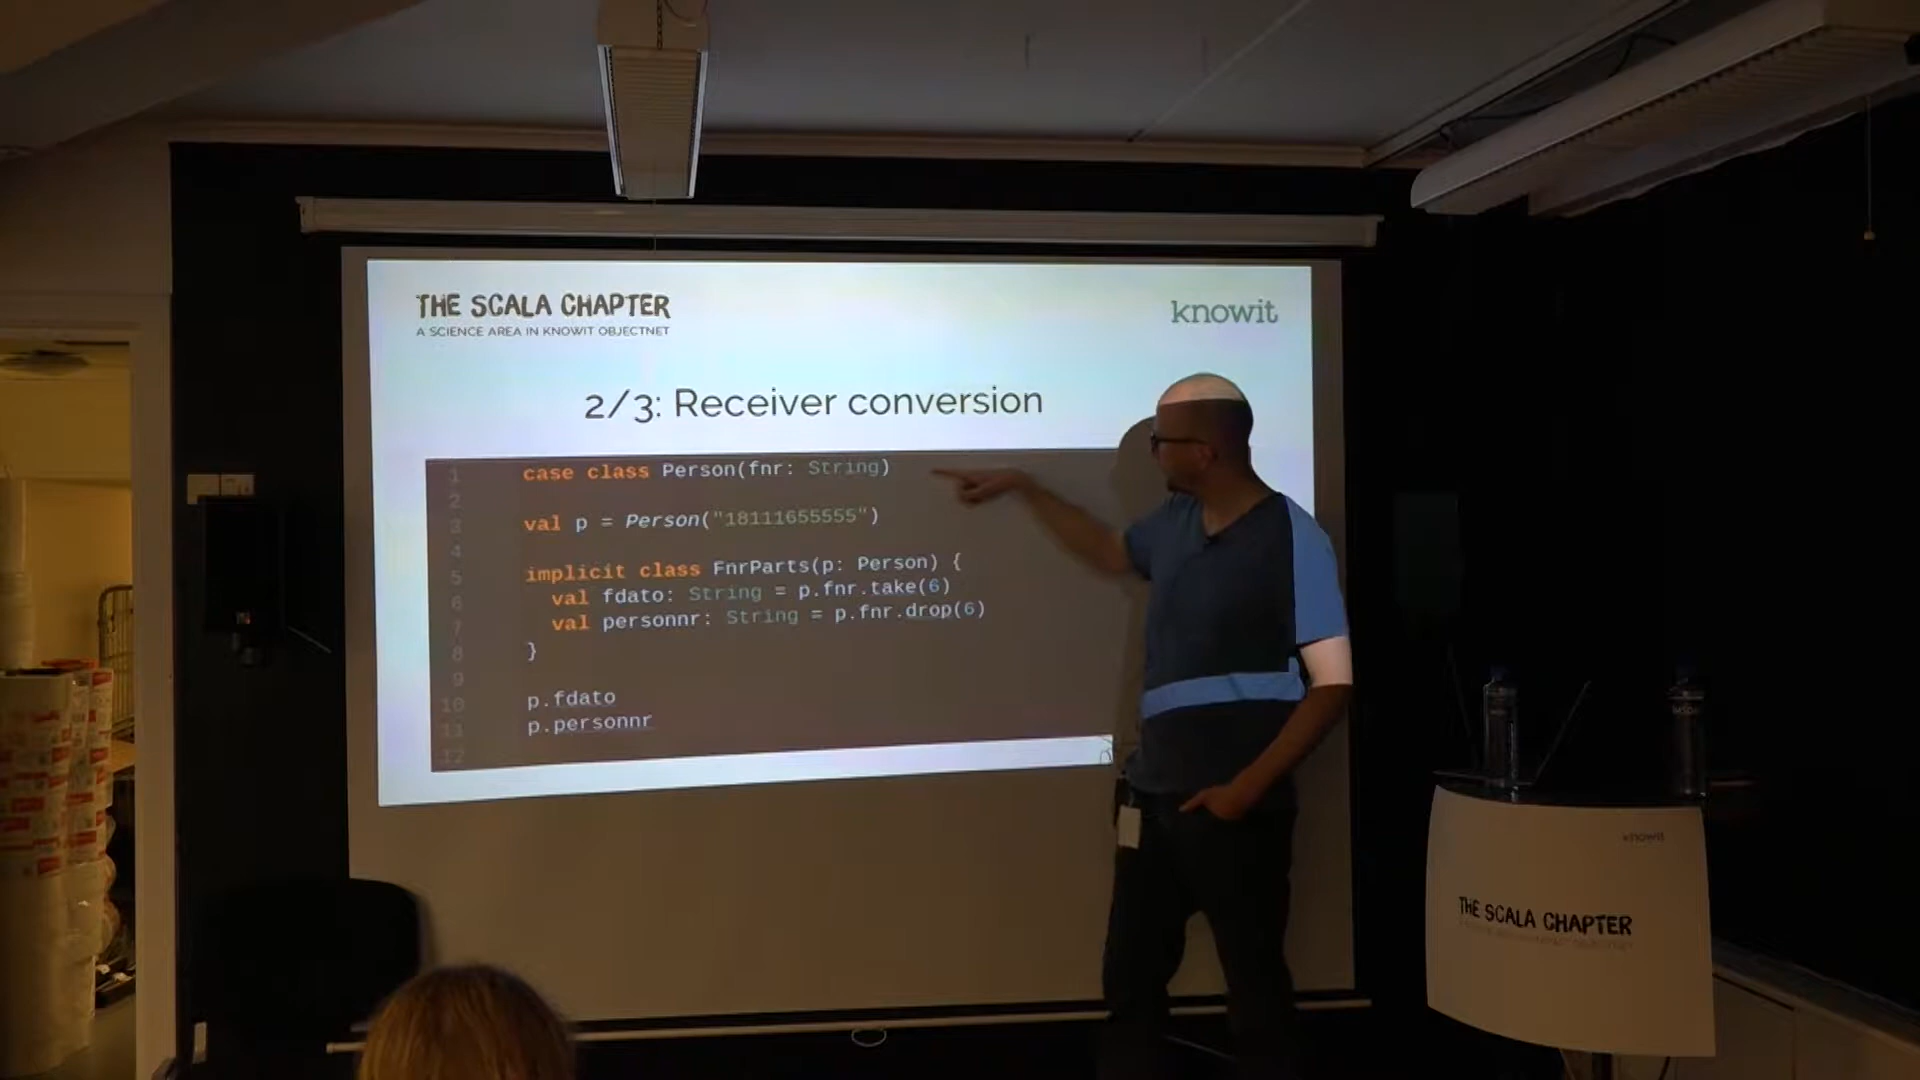 THE SCALA CHAPTER
A SCIENCE AREA IN KNOWIT OBJECTNET
knowit
2/3: Receiver conversion
1 case class Person(fnr: String)
2
3 val p = Person("18111655555")
4
5 implicit class FnrParts(p: Person) {
6 val fdato: String = p.fnr.take(6)
7 val personnr: String = p.fnr.drop(6)
8 }
9
10 p.fdato
11 p.personnr
12
knowit
THE SCALA CHAPTER